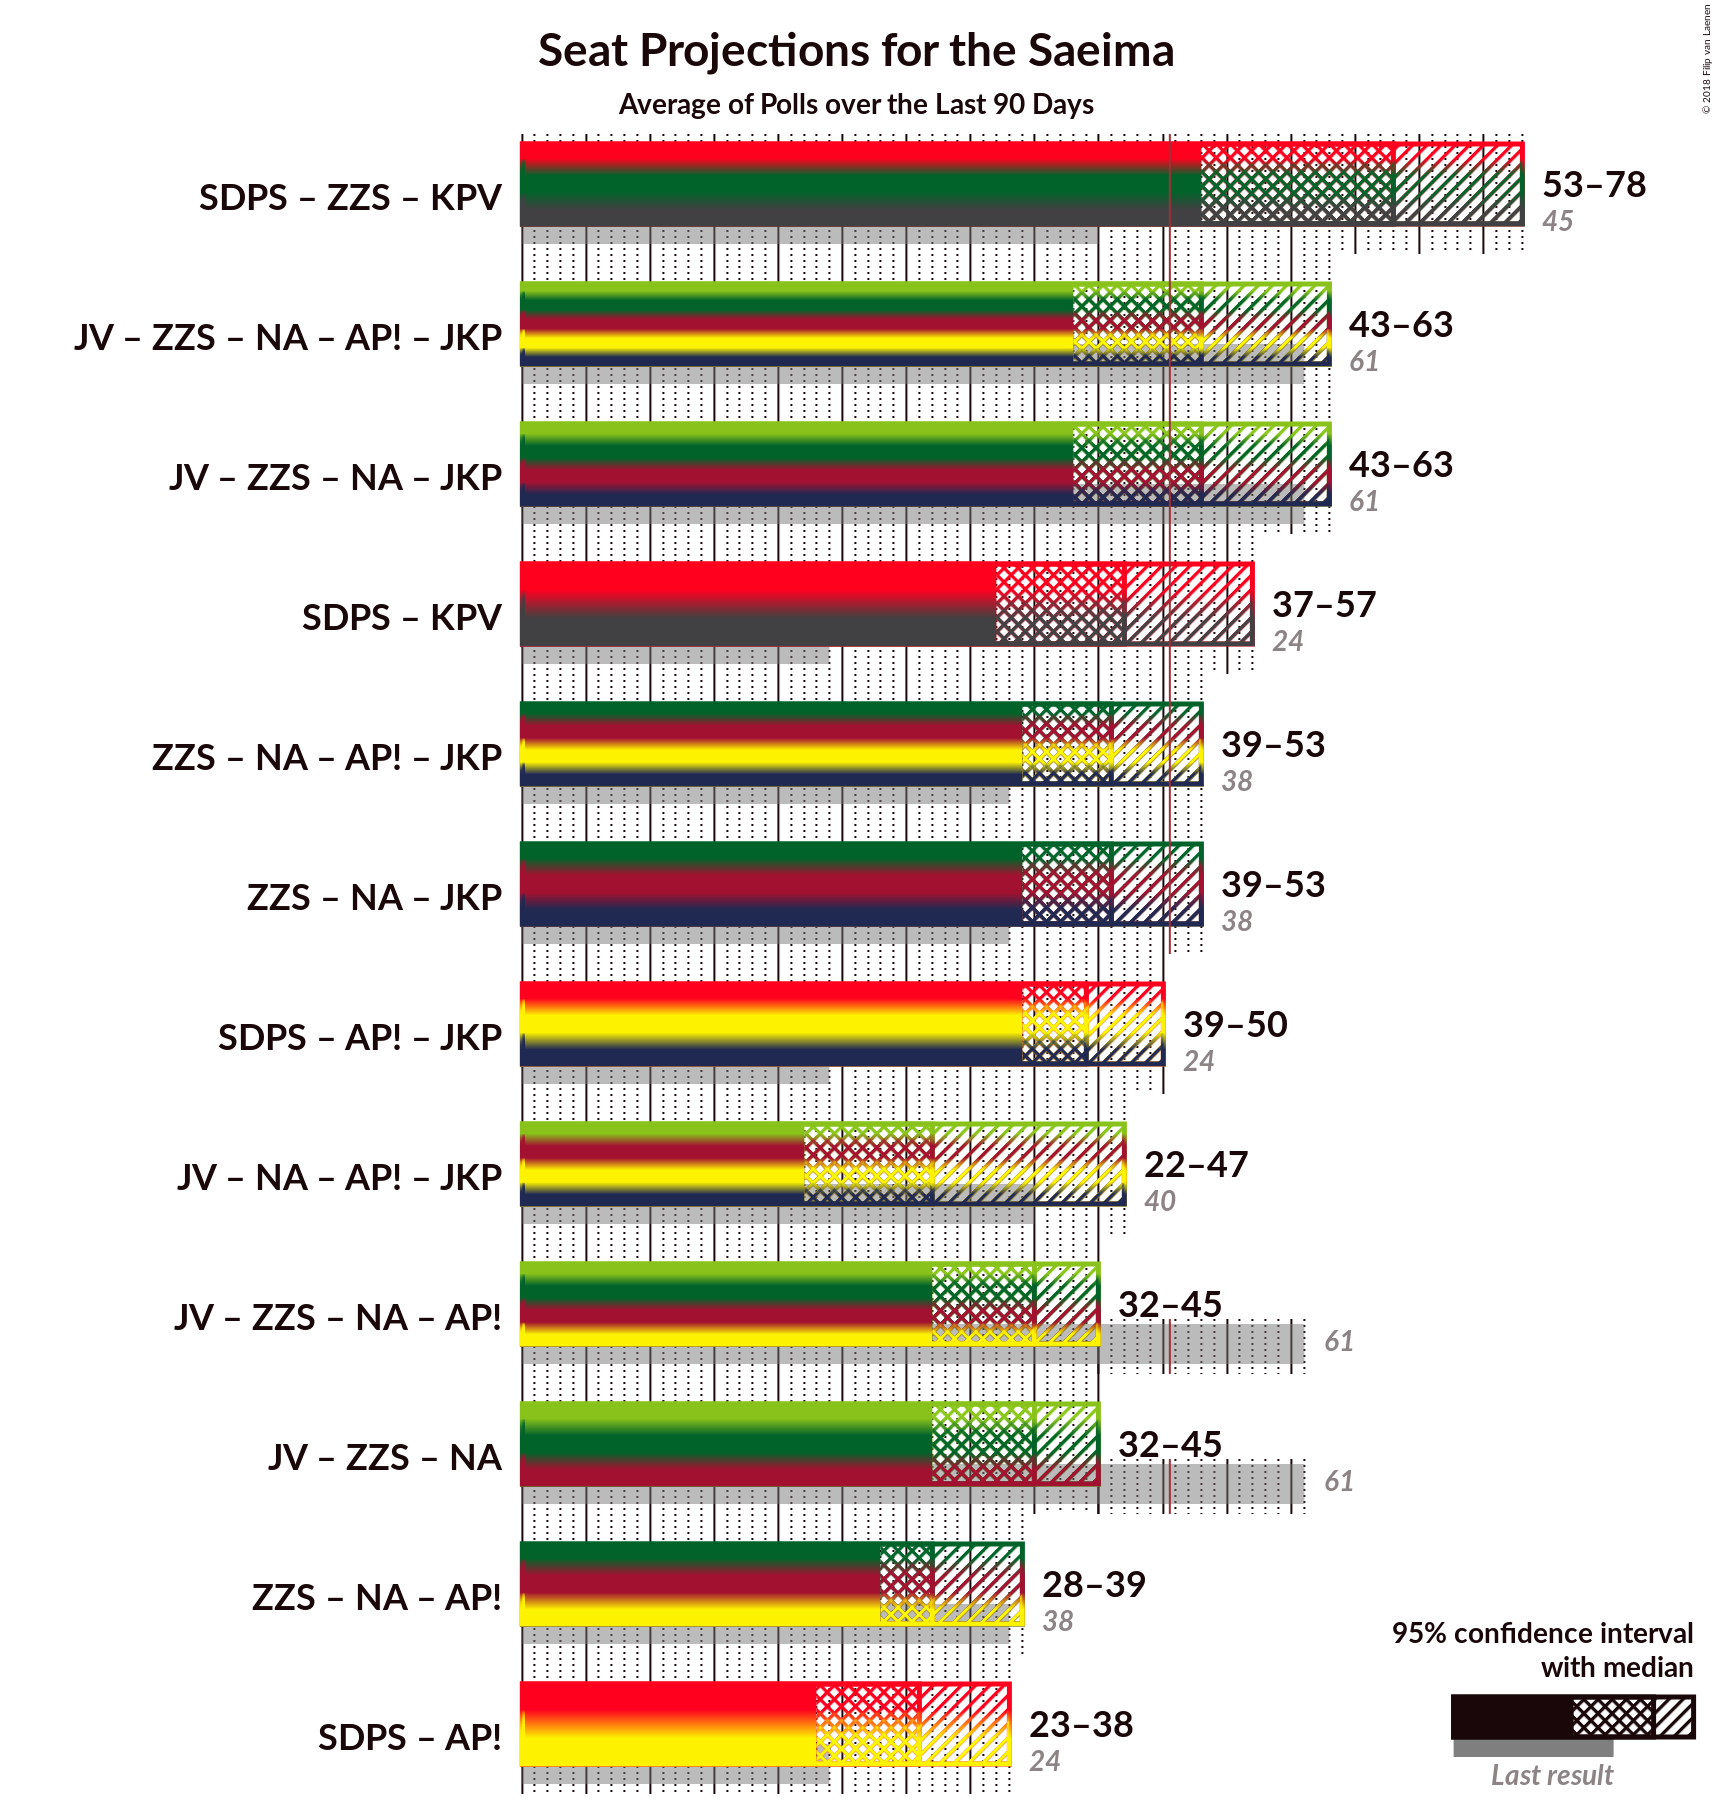 Seat Projections for the Saeima
Average of Polls over the Last 90 Days
© 2018 Filip van Laenen
SDPS – ZZS – KPV
53–78
45
JV – ZZS – NA – AP! – JKP
43–63
61
JV – ZZS – NA – JKP
43–63
61
SDPS – KPV
37–57
24
ZZS – NA – AP! – JKP
39–53
38
ZZS – NA – JKP
39–53
38
SDPS – AP! – JKP
39–50
24
JV – NA – AP! – JKP
22–47
40
JV – ZZS – NA – AP!
32–45
61
JV – ZZS – NA
32–45
61
ZZS – NA – AP!
28–39
38
SDPS – AP!
23–38
24
95% confidence interval
with median
Last result